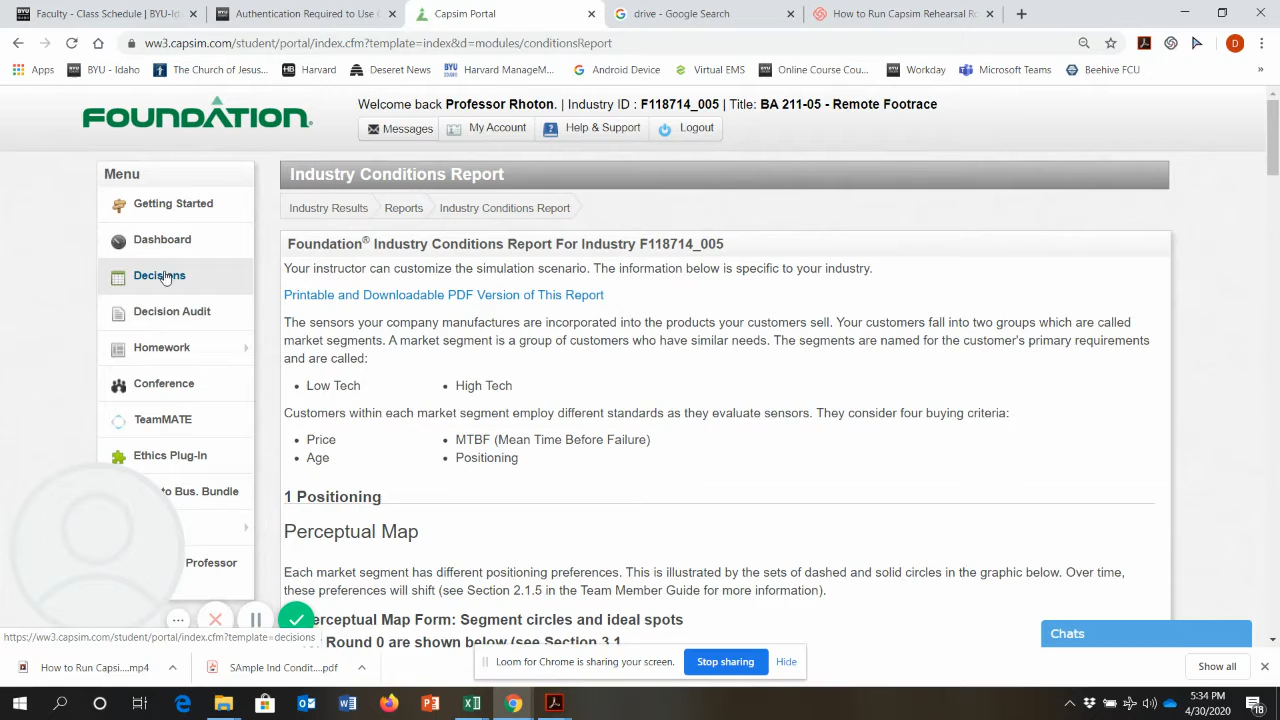 Faculty - Class Schedule | BYU-Id
Authentication Required to Use C
Capsim Portal
drive - Google Search
How to Run Capsim Rehearsal Ro
ww3.capsim.com/student/portal/index.cfm?template=index&d=modules/conditionsReport
D
Apps
BYU - Idaho
The Church of Jesus...
Harvard
Deseret News
Harvard ManageM...
Android Device
Virtual EMS
Online Course Cou...
Workday
Microsoft Teams
Beehive FCU
»
FOUNDATION
Welcome back Professor Rhoton. | Industry ID : F118714_005 | Title: BA 211-05 - Remote Footrace
Messages
My Account
Help & Support
Logout
Menu
Getting Started
Dashboard
Decisions
Decision Audit
Homework
Conference
TeamMATE
Ethics Plug-In
to Bus. Bundle
Professor
Industry Conditions Report
Industry Results
Reports
Industry Conditions Report
Foundation® Industry Conditions Report For Industry F118714_005
Your instructor can customize the simulation scenario. The information below is specific to your industry.
Printable and Downloadable PDF Version of This Report
The sensors your company manufactures are incorporated into the products your customers sell. Your customers fall into two groups which are called
market segments. A market segment is a group of customers who have similar needs. The segments are named for the customer's primary requirements
and are called:
• Low Tech
• High Tech
Customers within each market segment employ different standards as they evaluate sensors. They consider four buying criteria:
• Price
• MTBF (Mean Time Before Failure)
• Age
• Positioning
1 Positioning
Perceptual Map
Each market segment has different positioning preferences. This is illustrated by the sets of dashed and solid circles in the graphic below. Over time,
these preferences will shift (see Section 2.1.5 in the Team Member Guide for more information).
erceptual Map Form: Segment circles and ideal spots
Round 0 are shown below (see Section 3.1
https://ww3.capsim.com/student/portal/index.cfm?template=decisions
Chats
How to Run Capsi....mp4
SAmple Ind Condit....pdf
Loom for Chrome is sharing your screen.
Stop sharing
Hide
Show all
5:34 PM
4/30/2020
18